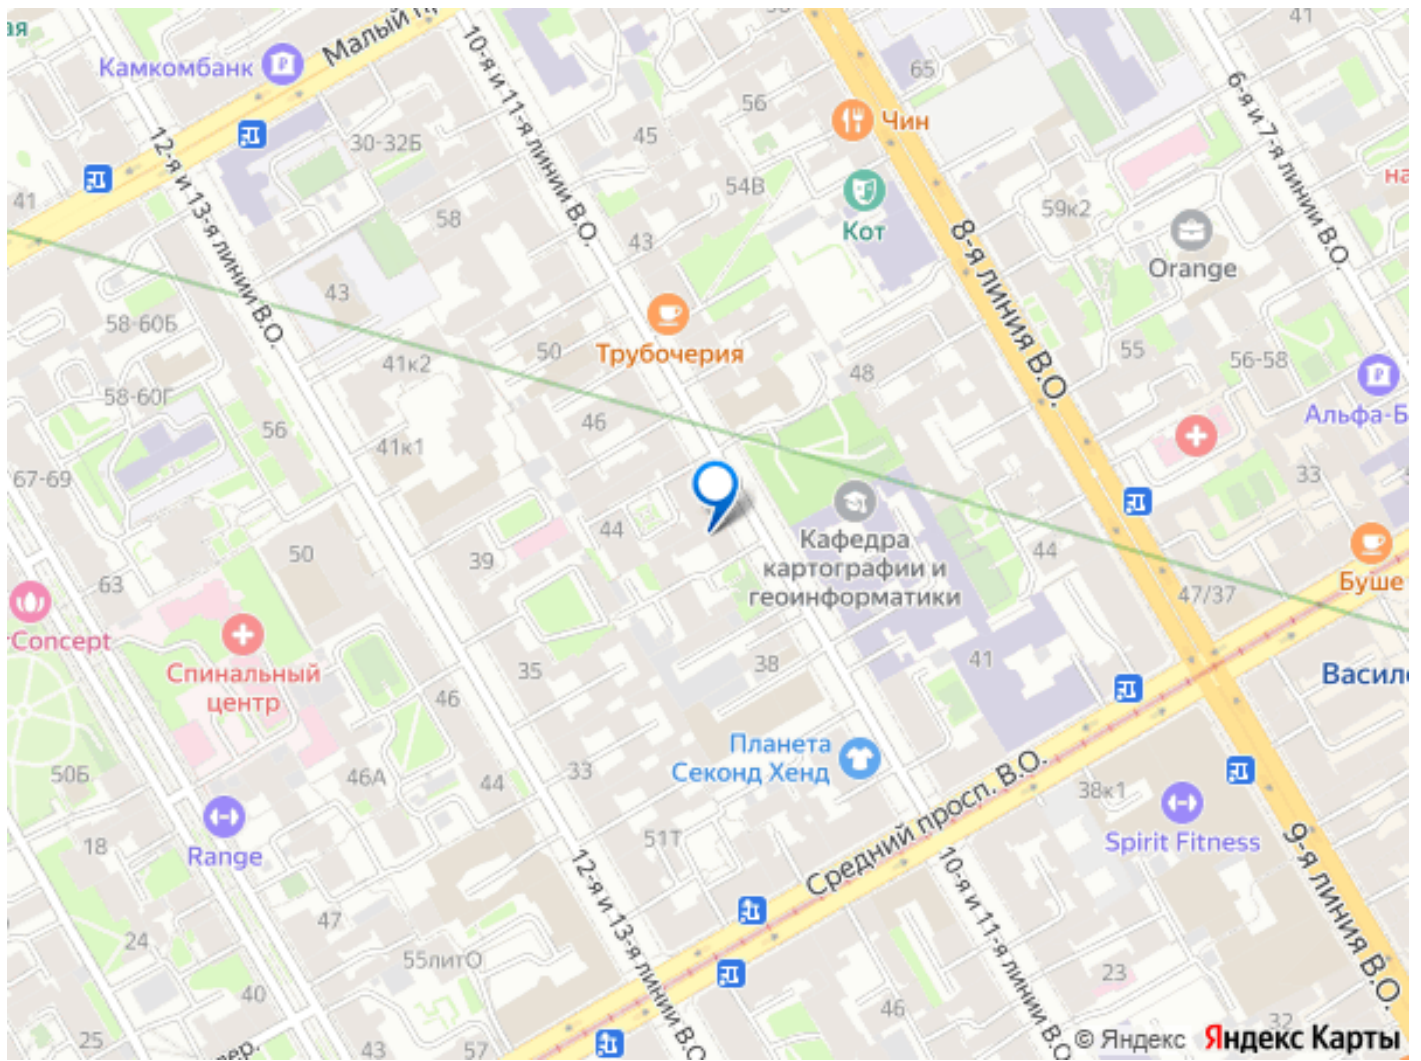 ая
Камкомбанк
Малый
10-я и 11-я линии В.О.
65
41
6-я и 7-я линии В.О.
56
Чин
12-я и 13-я линии В.О.
30-32Б
45
41
58
54В
Кот
43
59к2
на
8-я линия В.О.
Orange
43
58-60Б
Трубочерия
50
41к2
48
55
56-58
58-60Г
Альфа-Б
56
46
41к1
67-69
33
5
44
Кафедра
картографии и
геоинформатики
44
50
39
63
Буше
47/37
Concept
Спинальный
центр
35
38
41
Васил
46
Планета
Секонд Хенд
50Б
46А
44
33
Средний просп. В.О.
38к1
Spirit Fitness
18
Range
51Т
12-я и 13-я линии В.О.
10-я и 11-я линии В.О.
9-я линия В.О.
47
24
55литО
40
46
23
32
25
пер.
43
57
© Яндекс Яндекс Карты